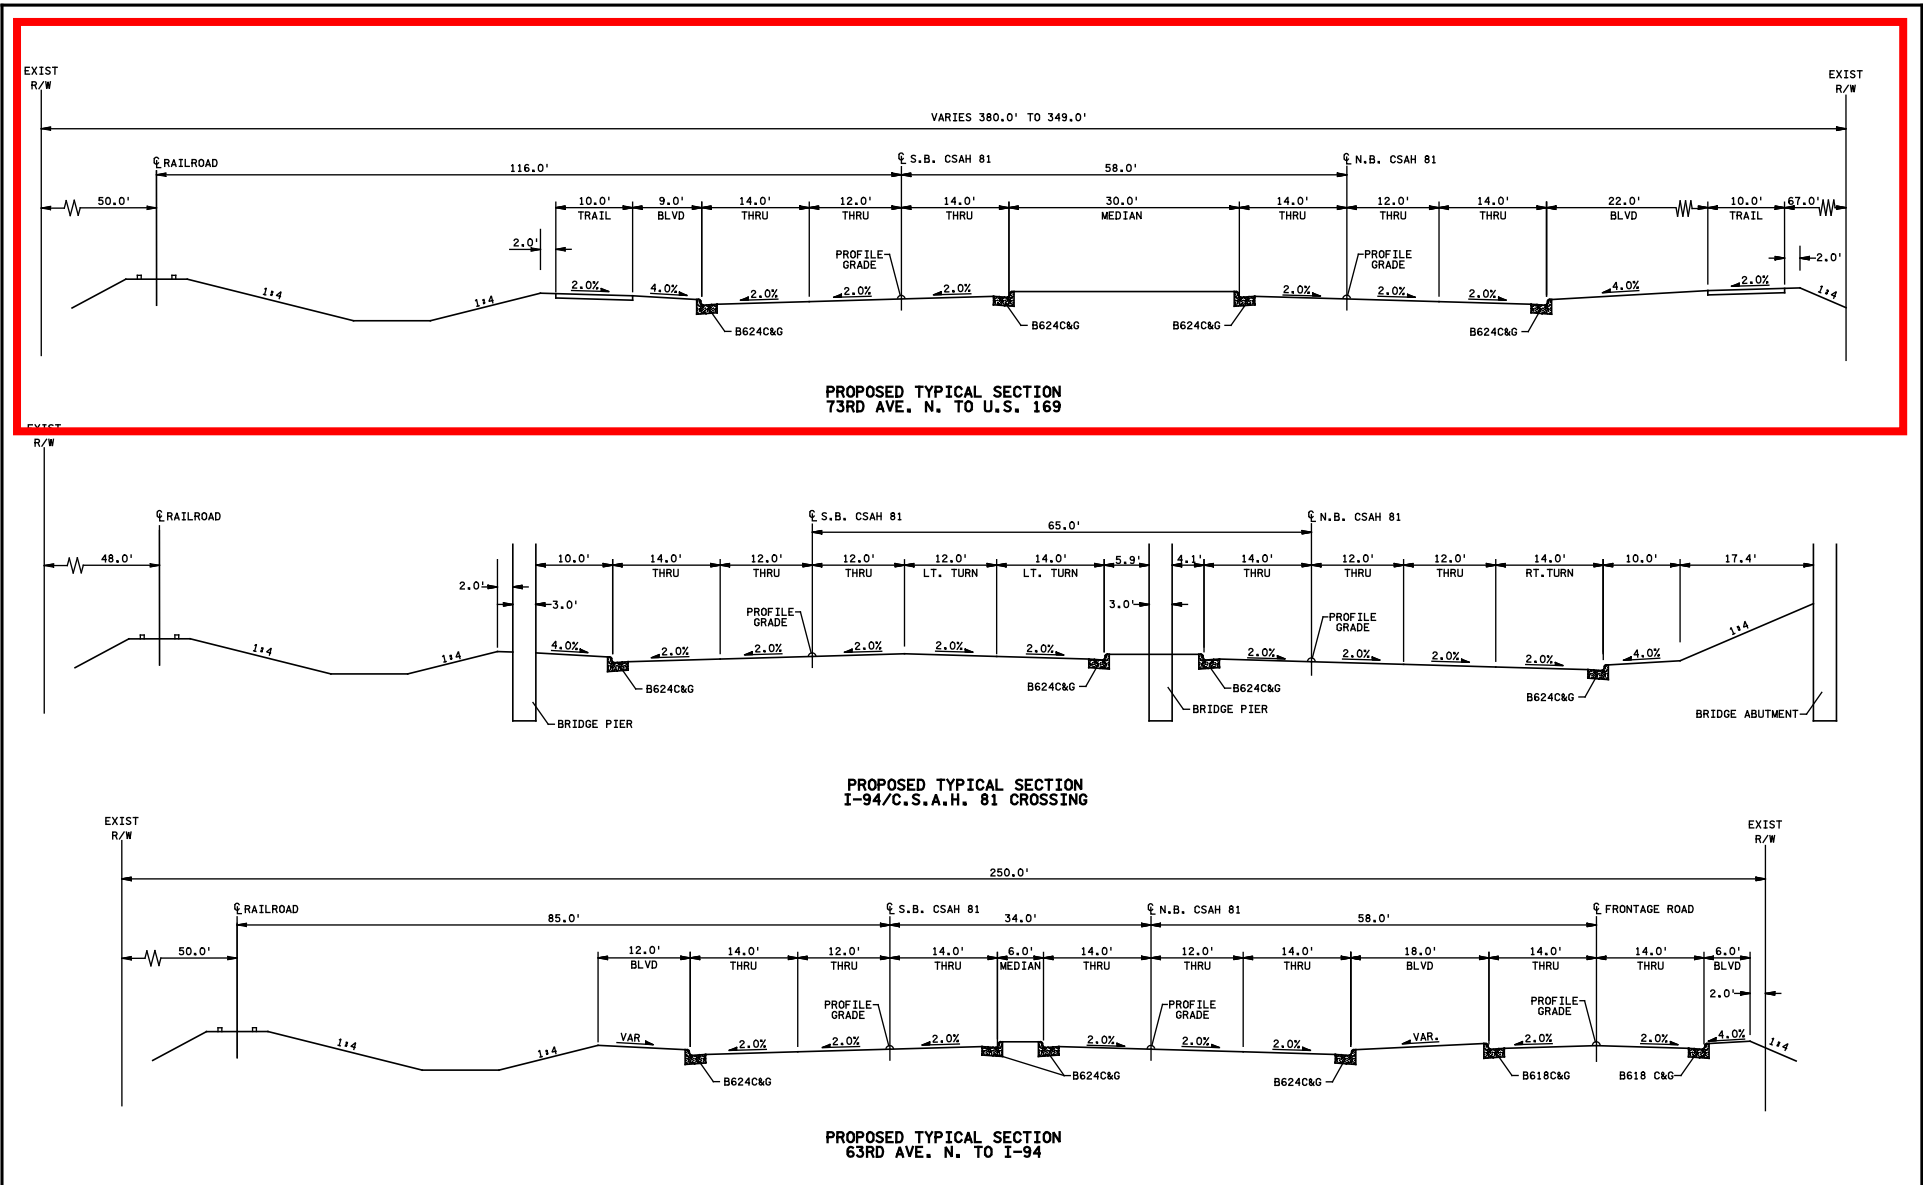 EXIST
R/W
EXIST
R/W
VARIES 380.0' TO 349.0'
℄ RAILROAD
℄ S.B. CSAH 81
℄ N.B. CSAH 81
116.0'
58.0'
50.0'
10.0'
TRAIL
9.0'
BLVD
14.0'
THRU
12.0'
THRU
14.0'
THRU
30.0'
MEDIAN
14.0'
THRU
12.0'
THRU
14.0'
THRU
22.0'
BLVD
10.0'
TRAIL
67.0'
2.0'
PROFILE
GRADE
PROFILE
GRADE
2.0'
1:4
1:4
2.0%
4.0%
2.0%
2.0%
2.0%
2.0%
2.0%
2.0%
4.0%
2.0%
1:4
B624C&G
B624C&G
B624C&G
B624C&G
PROPOSED TYPICAL SECTION
73RD AVE. N. TO U.S. 169
EXIST
R/W
℄ RAILROAD
℄ S.B. CSAH 81
℄ N.B. CSAH 81
65.0'
48.0'
10.0'
14.0'
THRU
12.0'
THRU
12.0'
THRU
12.0'
LT. TURN
14.0'
LT. TURN
5.9'
4.1'
14.0'
THRU
12.0'
THRU
12.0'
THRU
14.0'
RT.TURN
10.0'
17.4'
2.0'
3.0'
PROFILE
GRADE
3.0'
PROFILE
GRADE
1:4
1:4
4.0%
2.0%
2.0%
2.0%
2.0%
2.0%
2.0%
2.0%
2.0%
2.0%
4.0%
1:4
B624C&G
B624C&G
B624C&G
B624C&G
BRIDGE PIER
BRIDGE PIER
BRIDGE ABUTMENT
PROPOSED TYPICAL SECTION
I-94/C.S.A.H. 81 CROSSING
EXIST
R/W
EXIST
R/W
250.0'
℄ RAILROAD
℄ S.B. CSAH 81
℄ N.B. CSAH 81
℄ FRONTAGE ROAD
85.0'
34.0'
58.0'
50.0'
12.0'
BLVD
14.0'
THRU
12.0'
THRU
14.0'
THRU
6.0'
MEDIAN
14.0'
THRU
12.0'
THRU
14.0'
THRU
18.0'
BLVD
14.0'
THRU
14.0'
THRU
6.0'
BLVD
2.0'
PROFILE
GRADE
PROFILE
GRADE
PROFILE
GRADE
1:4
1:4
VAR
2.0%
2.0%
2.0%
2.0%
2.0%
2.0%
VAR.
2.0%
2.0%
4.0%
1:4
B624C&G
B624C&G
B624C&G
B618C&G
B618 C&G
PROPOSED TYPICAL SECTION
63RD AVE. N. TO I-94